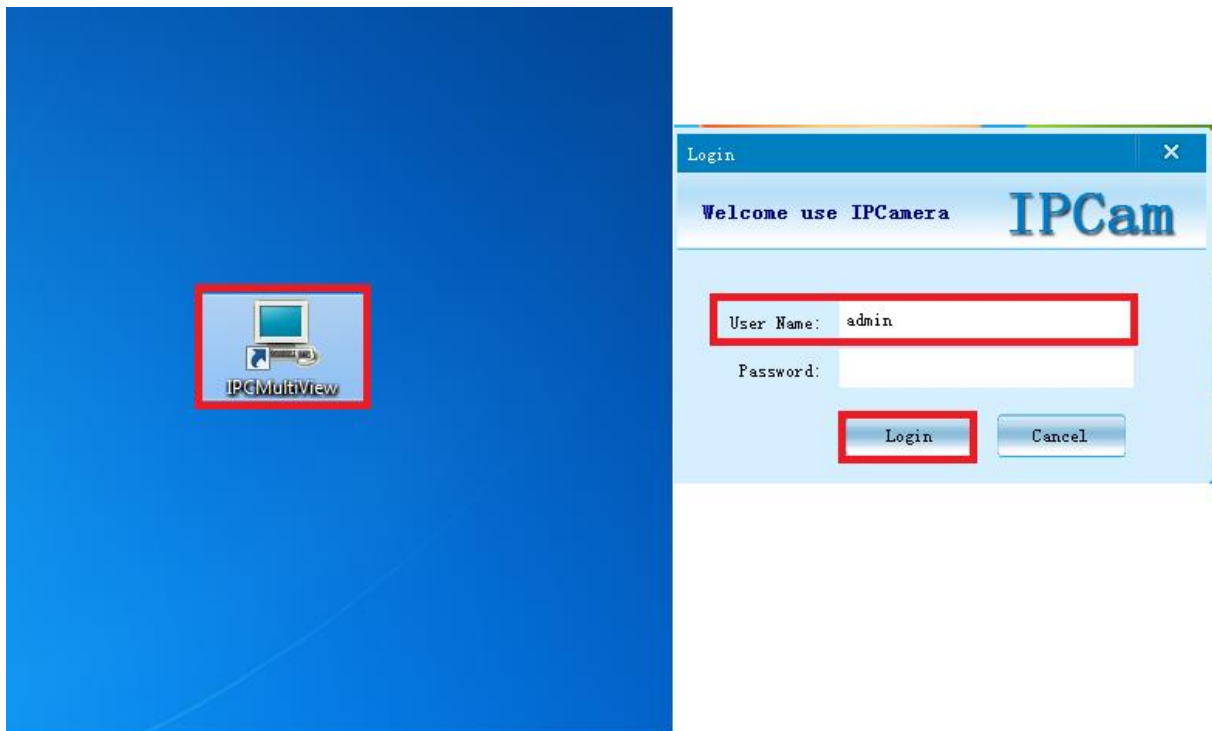 IPCMultiView
Login
Welcome use IPCamera
IPCam
User Name:
admin
Password:
Login
Cancel